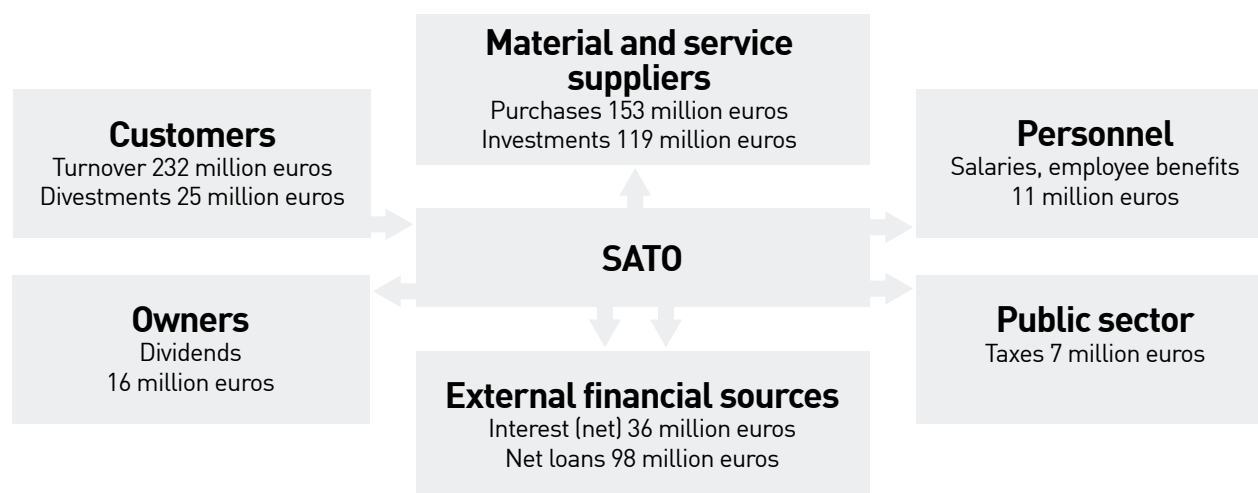 Material and service
suppliers
Purchases 153 million euros
Investments 119 million euros
Customers
Turnover 232 million euros
Divestments 25 million euros
Personnel
Salaries, employee benefits
11 million euros
SATO
Owners
Dividends
16 million euros
Public sector
Taxes 7 million euros
External financial sources
Interest (net) 36 million euros
Net loans 98 million euros